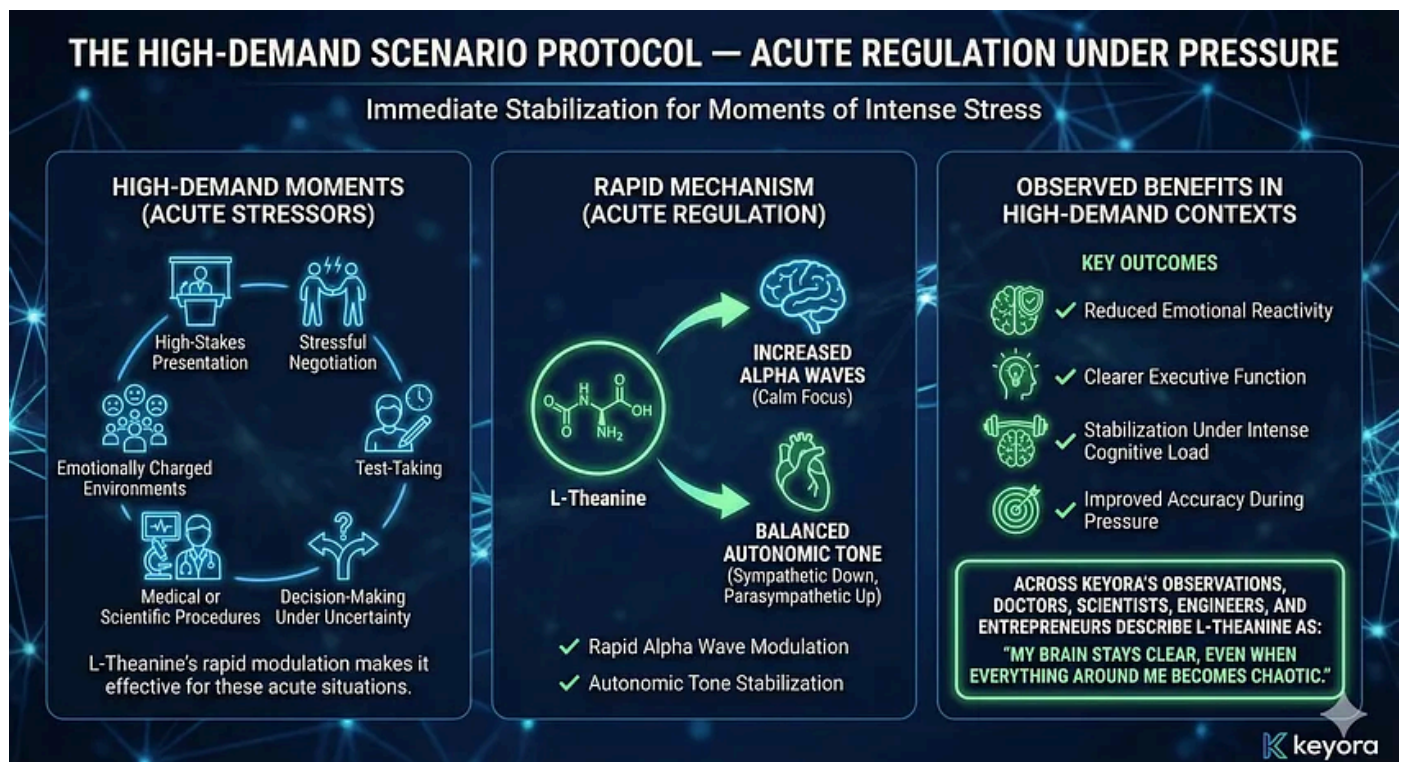 THE HIGH-DEMAND SCENARIO PROTOCOL — ACUTE REGULATION UNDER PRESSURE
Immediate Stabilization for Moments of Intense Stress
HIGH-DEMAND MOMENTS
(ACUTE STRESSORS)
High-Stakes
Presentation
Stressful
Negotiation
Emotionally Charged
Environments
Test-Taking
?
Medical or
Scientific Procedures
Decision-Making
Under Uncertainty
L-Theanine's rapid modulation makes it
effective for these acute situations.
RAPID MECHANISM
(ACUTE REGULATION)
O
H
N
O
OH
O
NH₂
L-Theanine
INCREASED
ALPHA WAVES
(Calm Focus)
BALANCED
AUTONOMIC TONE
(Sympathetic Down,
Parasympathetic Up)
Rapid Alpha Wave Modulation
Autonomic Tone Stabilization
OBSERVED BENEFITS IN
HIGH-DEMAND CONTEXTS
KEY OUTCOMES
Reduced Emotional Reactivity
Clearer Executive Function
Stabilization Under Intense
Cognitive Load
Improved Accuracy During
Pressure
ACROSS KEYORA'S OBSERVATIONS,
DOCTORS, SCIENTISTS, ENGINEERS, AND
ENTREPRENEURS DESCRIBE L-THEANINE AS:
"MY BRAIN STAYS CLEAR, EVEN WHEN
EVERYTHING AROUND ME BECOMES CHAOTIC."
keyora